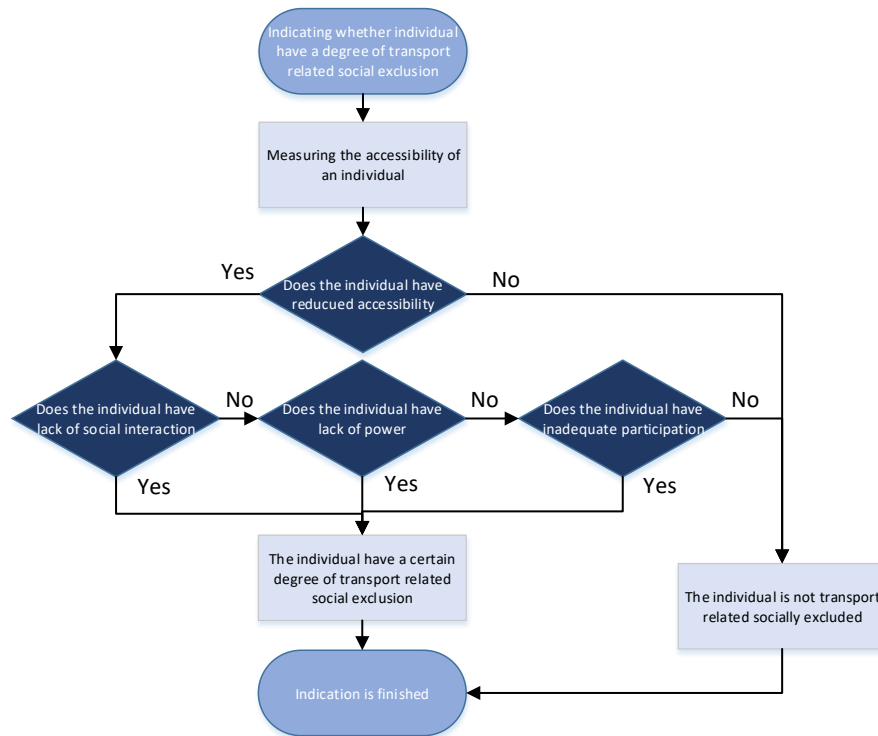 Indicating whether individual
have a degree of transport
related social exclusion
Measuring the accessibility of
an individual
Yes
No
Does the individual have
reducued accessibility
Does the individual have
lack of social interaction
No
Does the individual have
lack of power
No
Does the individual have
inadequate participation
No
Yes
Yes
Yes
The individual have a certain
degree of transport related
social exclusion
The individual is not transport
related socially excluded
Indication is finished